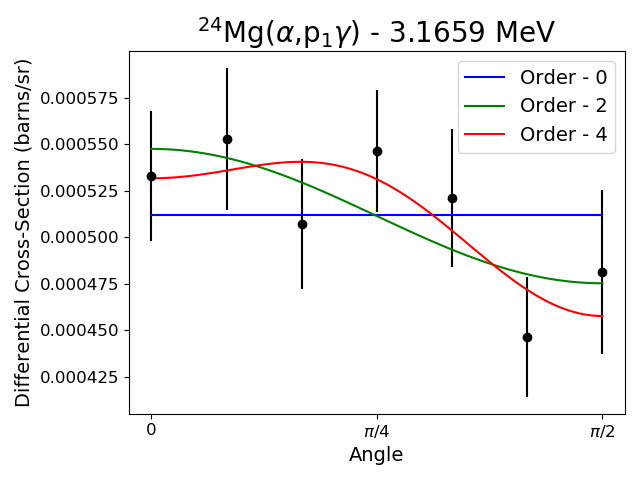 ²⁴Mg(α,p₁γ) - 3.1659 MeV
Differential Cross-Section (barns/sr)
0.000575
0.000550
0.000525
0.000500
0.000475
0.000450
0.000425
Order - 0
Order - 2
Order - 4
0 π/4 π/2
Angle